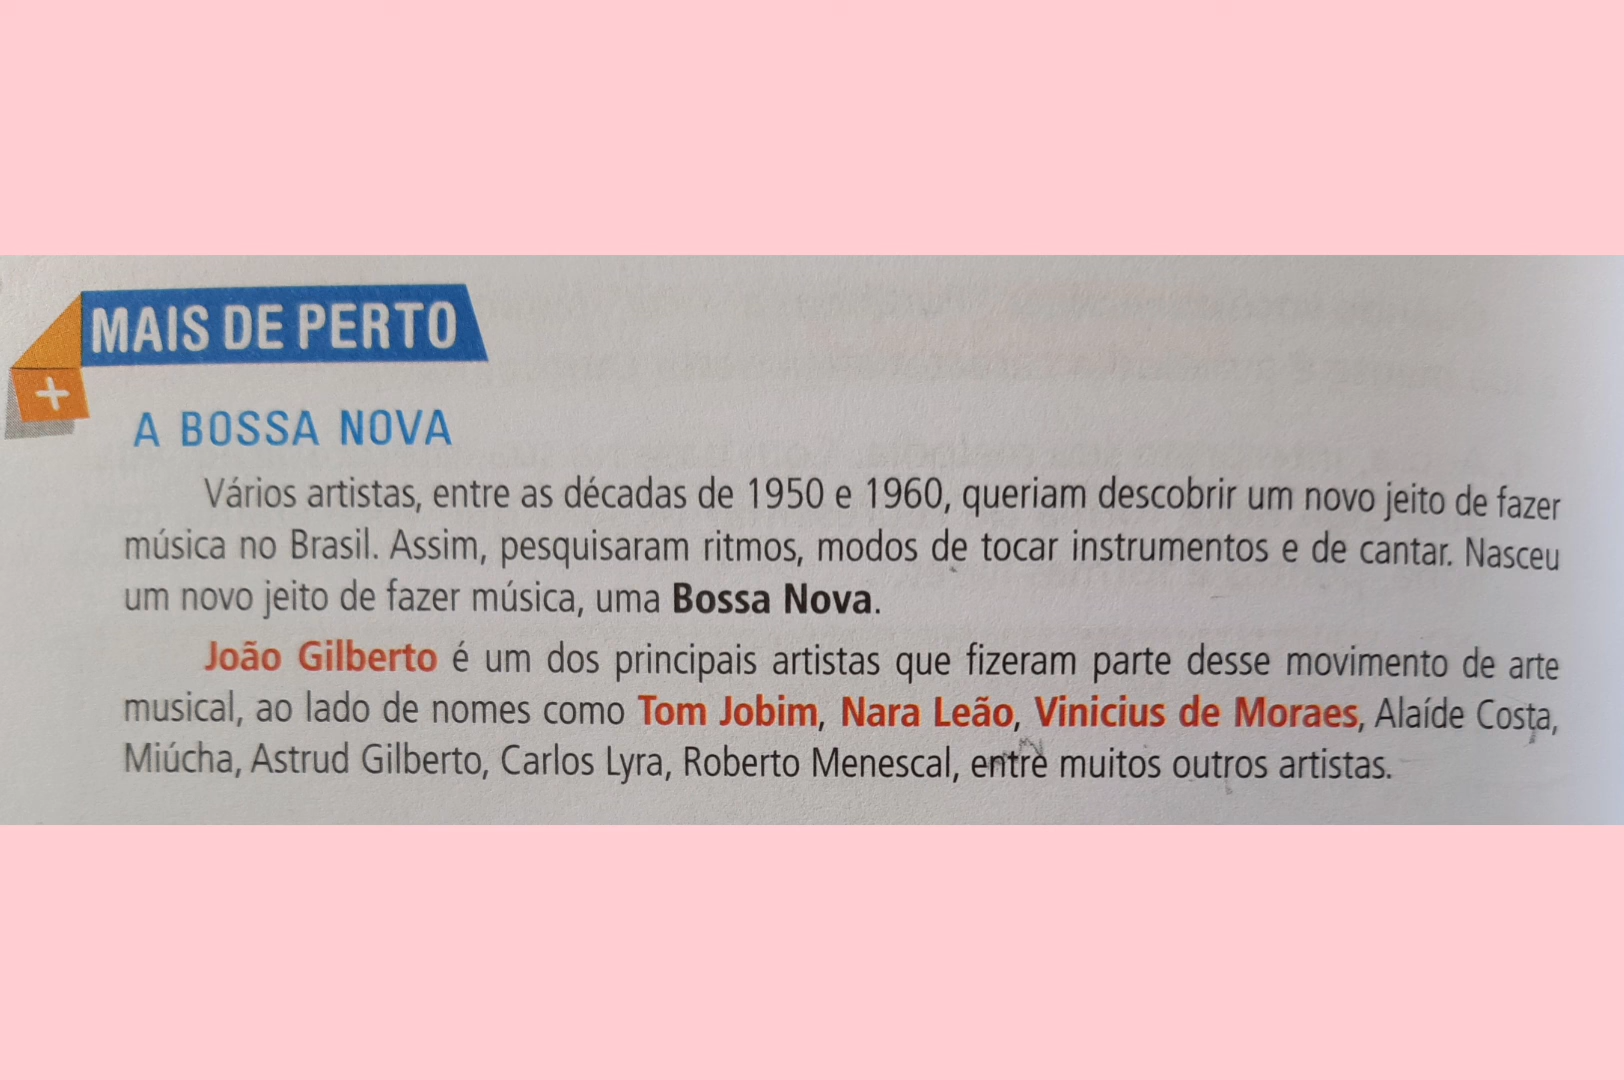 MAIS DE PERTO
+
A BOSSA NOVA
Vários artistas, entre as décadas de 1950 e 1960, queriam descobrir um novo jeito de fazer
música no Brasil. Assim, pesquisaram ritmos, modos de tocar instrumentos e de cantar. Nasceu
um novo jeito de fazer música, uma Bossa Nova.
João Gilberto é um dos principais artistas que fizeram parte desse movimento de arte
musical, ao lado de nomes como Tom Jobim, Nara Leão, Vinicius de Moraes, Alaíde Costa,
Miúcha, Astrud Gilberto, Carlos Lyra, Roberto Menescal, entre muitos outros artistas.